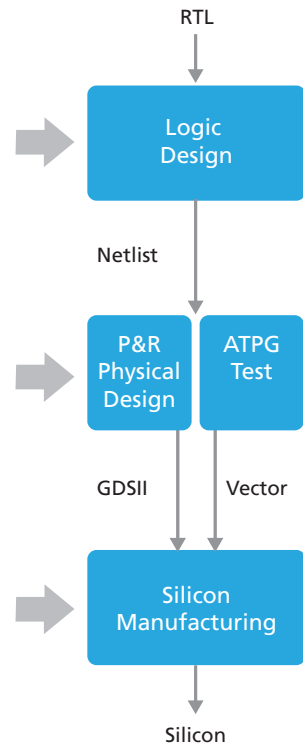 RTL
Logic
Design
Netlist
P&R
Physical
Design
ATPG
Test
GDSII
Vector
Silicon
Manufacturing
Silicon